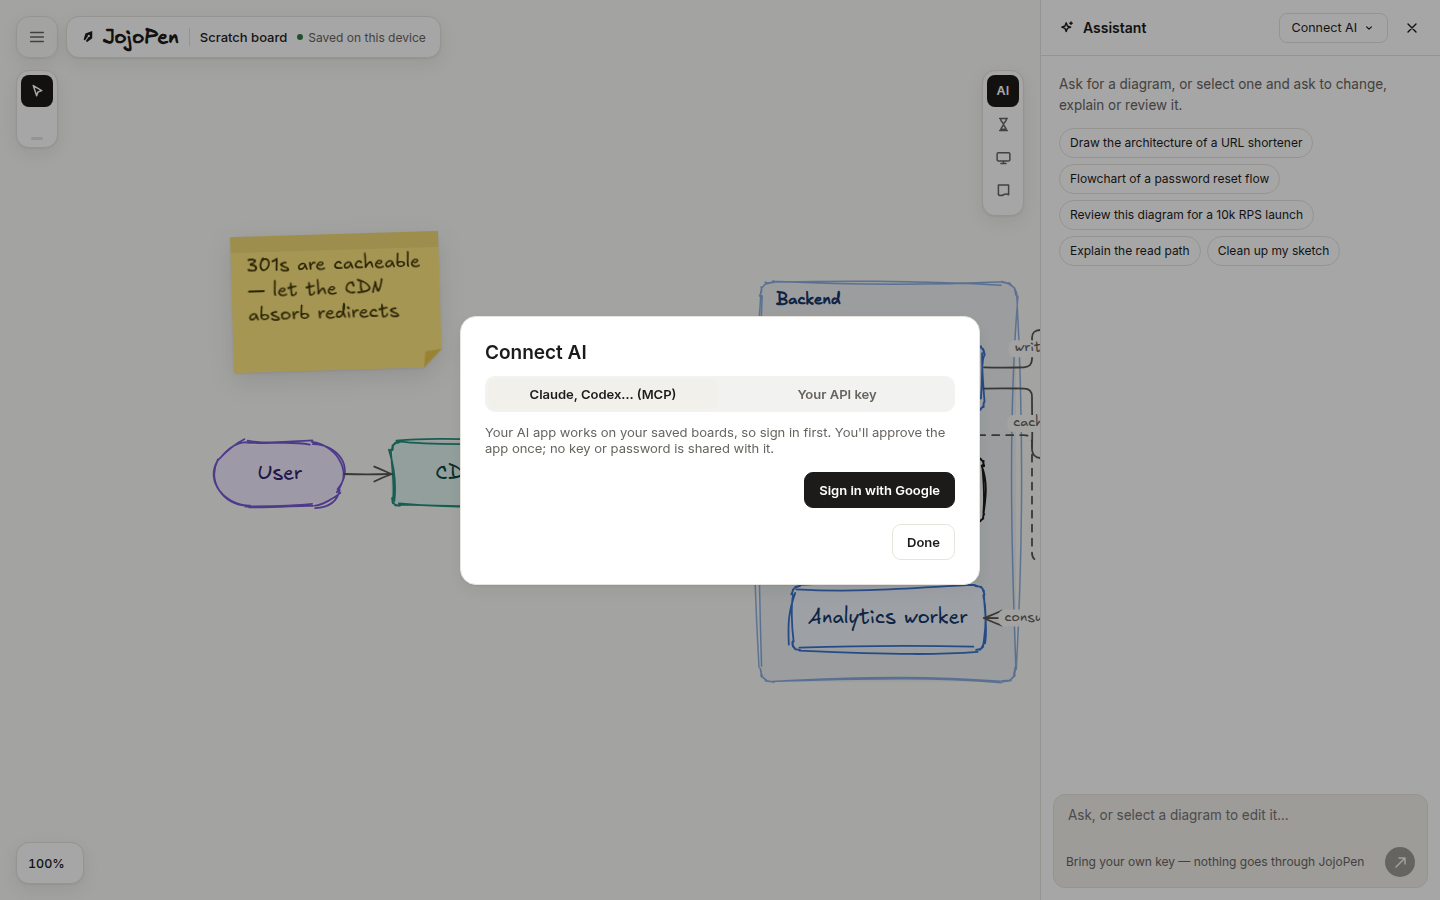 JojoPen
Scratch board
Saved on this device
Assistant
Connect AI
AI
Ask for a diagram, or select one and ask to change,
explain or review it.
Draw the architecture of a URL shortener
Flowchart of a password reset flow
Review this diagram for a 10k RPS launch
Explain the read path
Clean up my sketch
301s are cacheable
— let the CDN
absorb redirects
Backend
User
Connect AI
Claude, Codex... (MCP)
Your API key
Your AI app works on your saved boards, so sign in first. You'll approve the
app once; no key or password is shared with it.
Sign in with Google
Done
Analytics worker
100%
Ask, or select a diagram to edit it...
Bring your own key — nothing goes through JojoPen